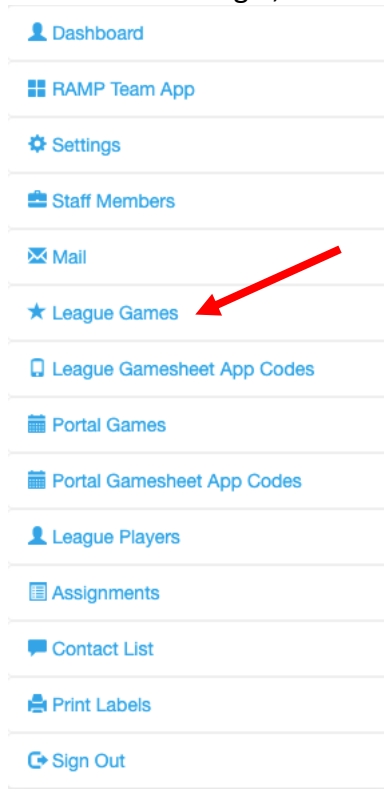 Dashboard
RAMP Team App
Settings
Staff Members
Mail
League Games
League Gamesheet App Codes
Portal Games
Portal Gamesheet App Codes
League Players
Assignments
Contact List
Print Labels
Sign Out